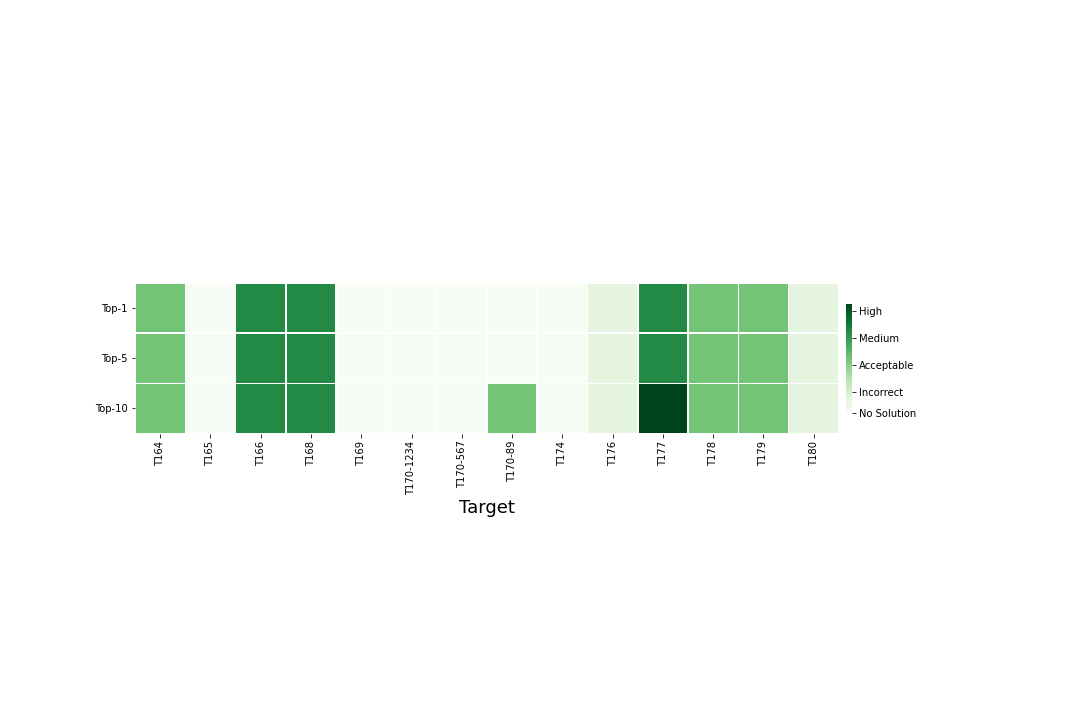 Top-1
Top-5
Top-10
High
Medium
Acceptable
Incorrect
No Solution
T164
T165
T166
T168
T169
T170-1234
T170-567
T170-89
T174
T176
T177
T178
T179
T180
Target